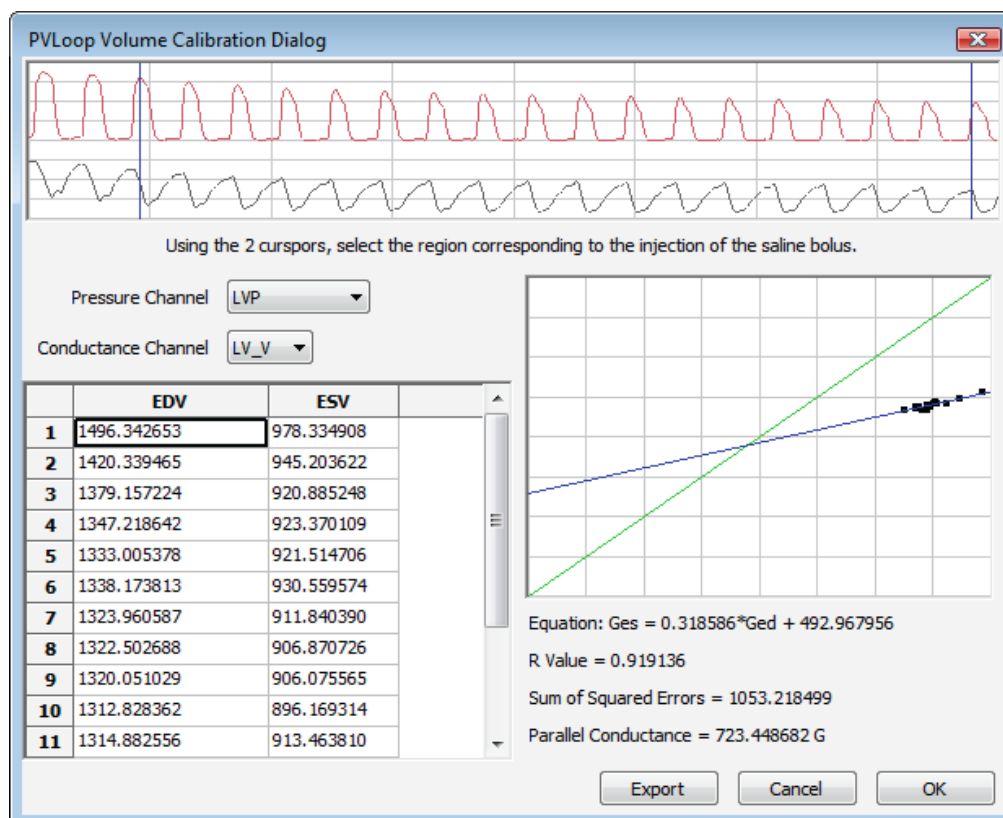 PVLoop Volume Calibration Dialog
Using the 2 curspors, select the region corresponding to the injection of the saline bolus.
Pressure Channel LVP
Conductance Channel LV_V
EDV ESV
1 1496.342653 978.334908
2 1420.339465 945.203622
3 1379.157224 920.885248
4 1347.218642 923.370109
5 1333.005378 921.514706
6 1338.173813 930.559574
7 1323.960587 911.840390
8 1322.502688 906.870726
9 1320.051029 906.075565
10 1312.828362 896.169314
11 1314.882556 913.463810
Equation: Ges = 0.318586*Ged + 492.967956
R Value = 0.919136
Sum of Squared Errors = 1053.218499
Parallel Conductance = 723.448682 G
Export Cancel OK